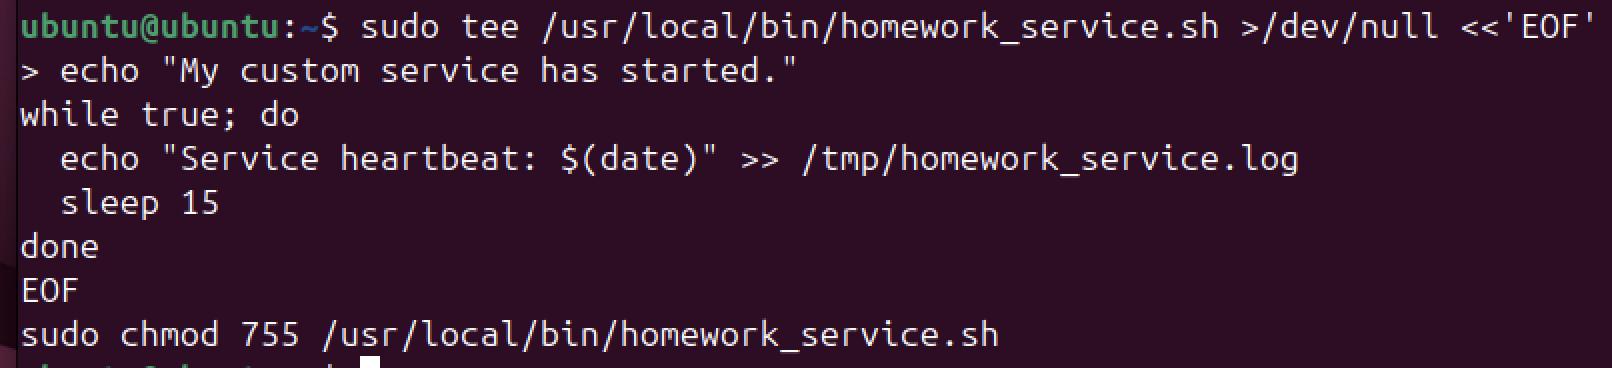 ubuntu@ubuntu:~$ sudo tee /usr/local/bin/homework_service.sh >/dev/null <<'EOF'
> echo "My custom service has started."
while true; do
  echo "Service heartbeat: $(date)" >> /tmp/homework_service.log
  sleep 15
done
EOF
sudo chmod 755 /usr/local/bin/homework_service.sh